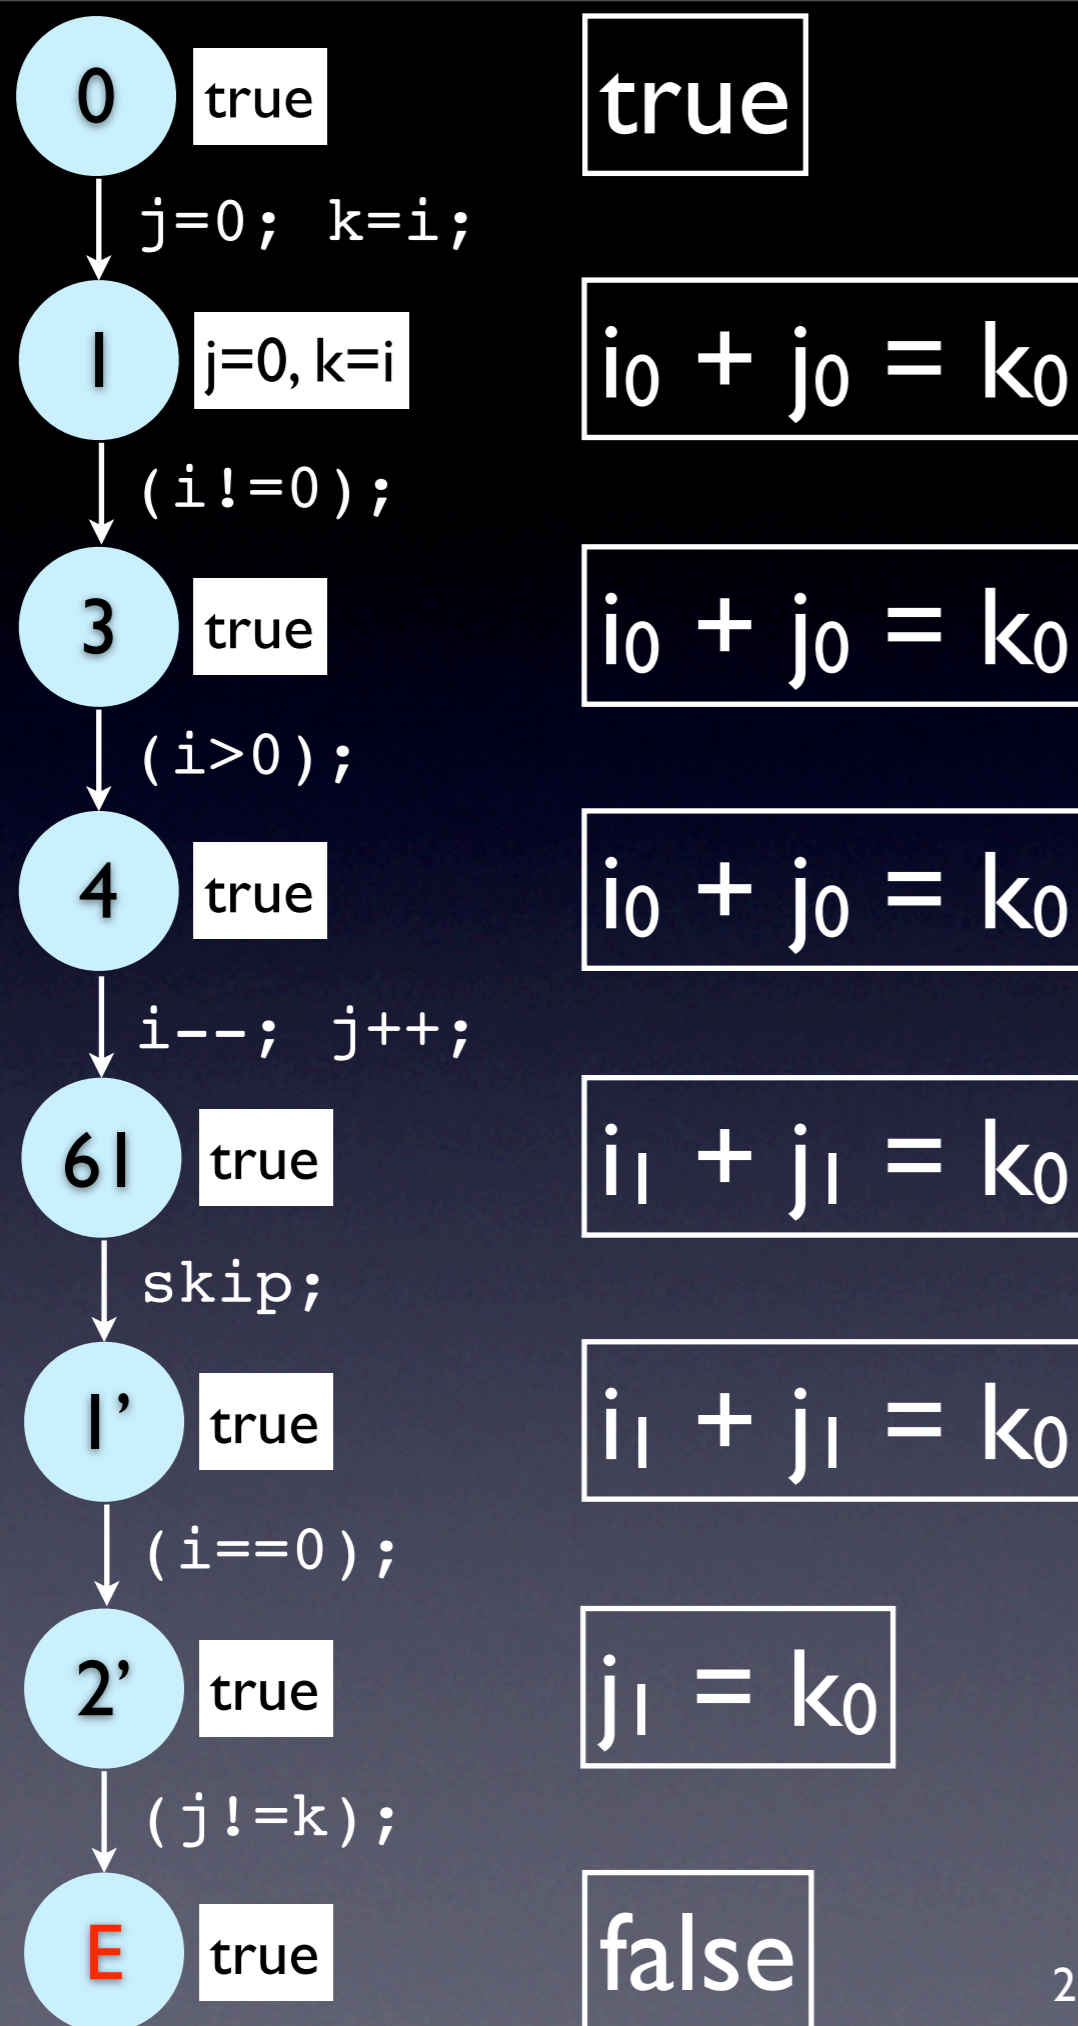 0 true true
j=0; k=i;
1 j=0, k=i i₀ + j₀ = k₀
(i!=0);
3 true i₀ + j₀ = k₀
(i>0);
4 true i₀ + j₀ = k₀
i--; j++;
61 true i₁ + j₁ = k₀
skip;
1’ true i₁ + j₁ = k₀
(i==0);
2’ true j₁ = k₀
(j!=k);
E true false
2